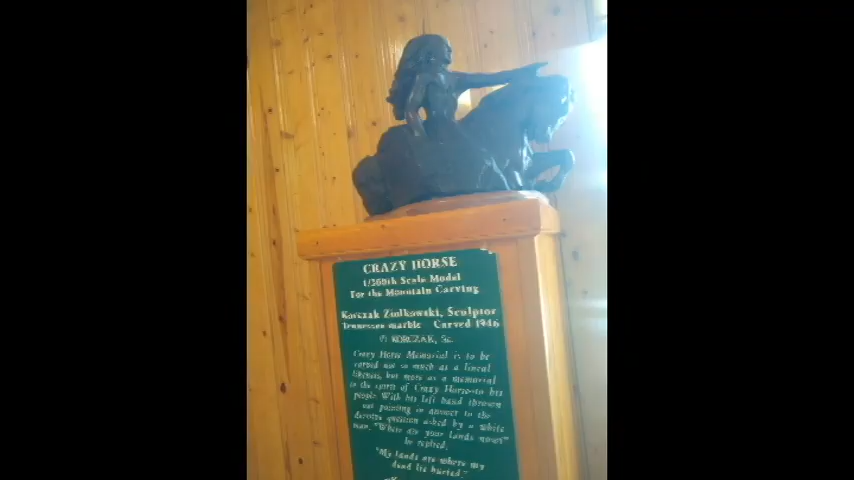 CRAZY HORSE
1/300th Scale Model
For the Mountain Carving
Korczak Ziolkowski, Sculptor
Tennessee marble Carved 1946
© KORCZAK, Sc.
Crazy Horse Memorial is to be
carved not so much as a lineal
likeness, but more as a memorial
to the spirit of Crazy Horse—to his
people. With his left hand thrown
out pointing in answer to the
derisive question asked by a white
man, "Where are your lands now?"
he replied,
"My lands are where my
dead lie buried."